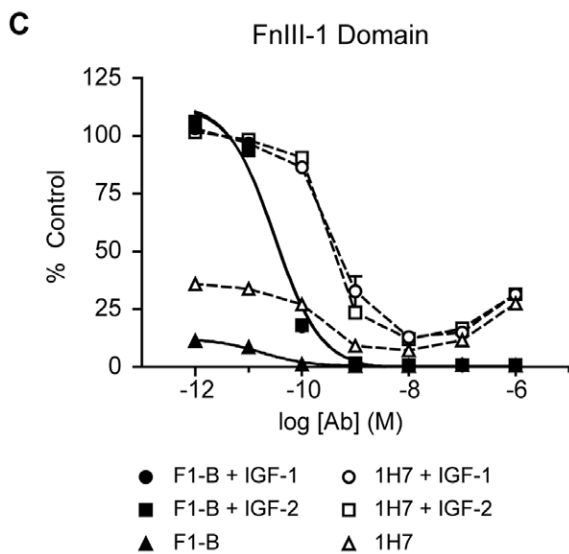 C
FnIII-1 Domain
125
100
75
50
25
0
% Control
-12 -10 -8 -6
log [Ab] (M)
F1-B + IGF-1 1H7 + IGF-1
F1-B + IGF-2 1H7 + IGF-2
F1-B 1H7